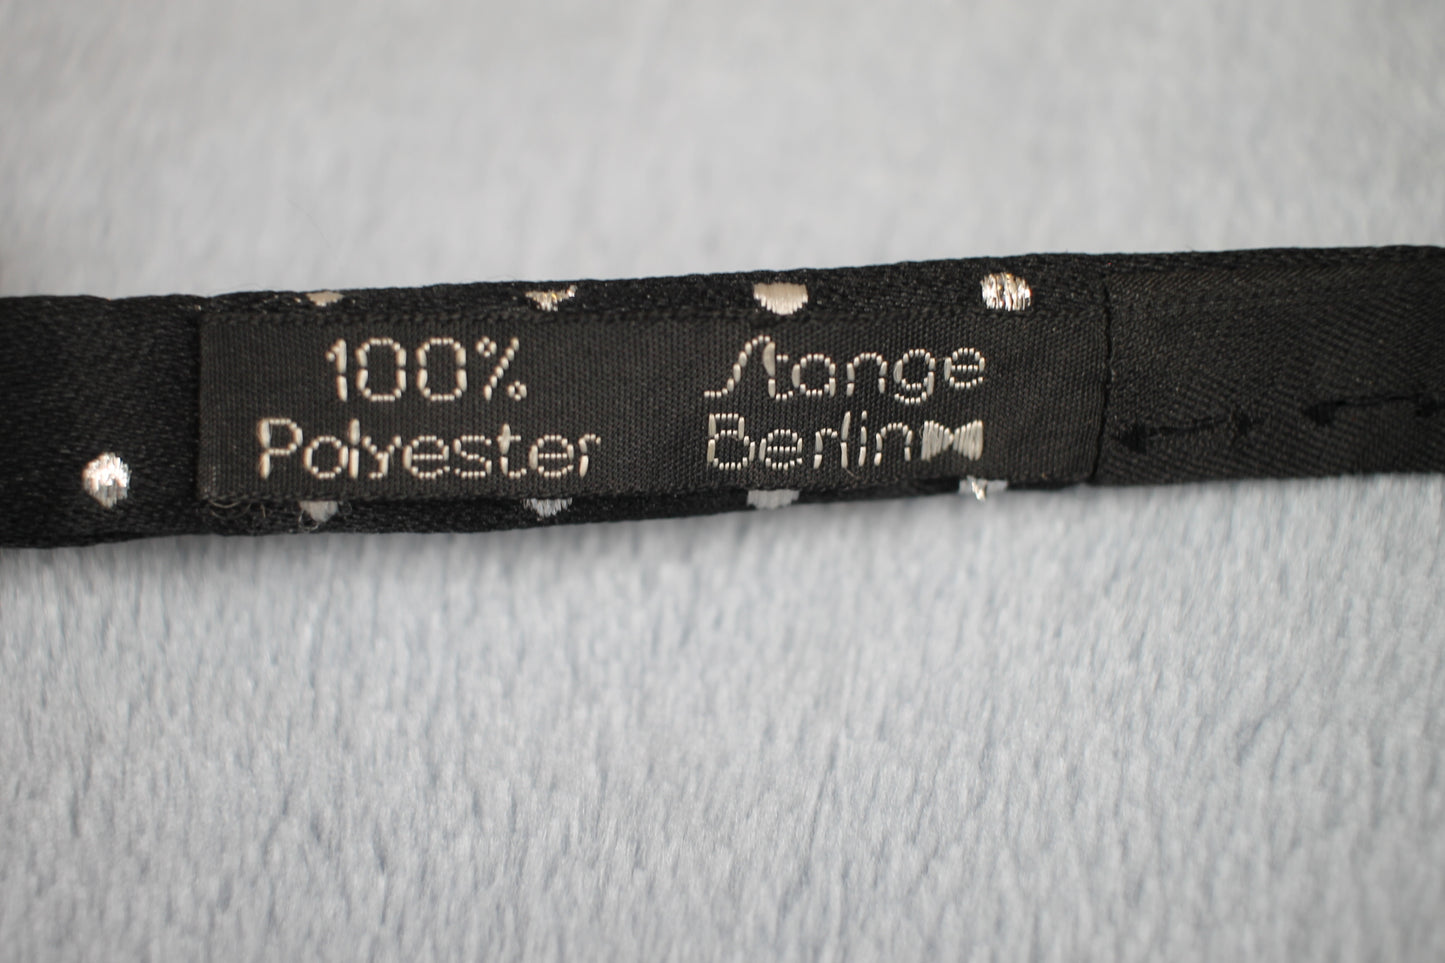 100%
Polyester
Stange
Berlin